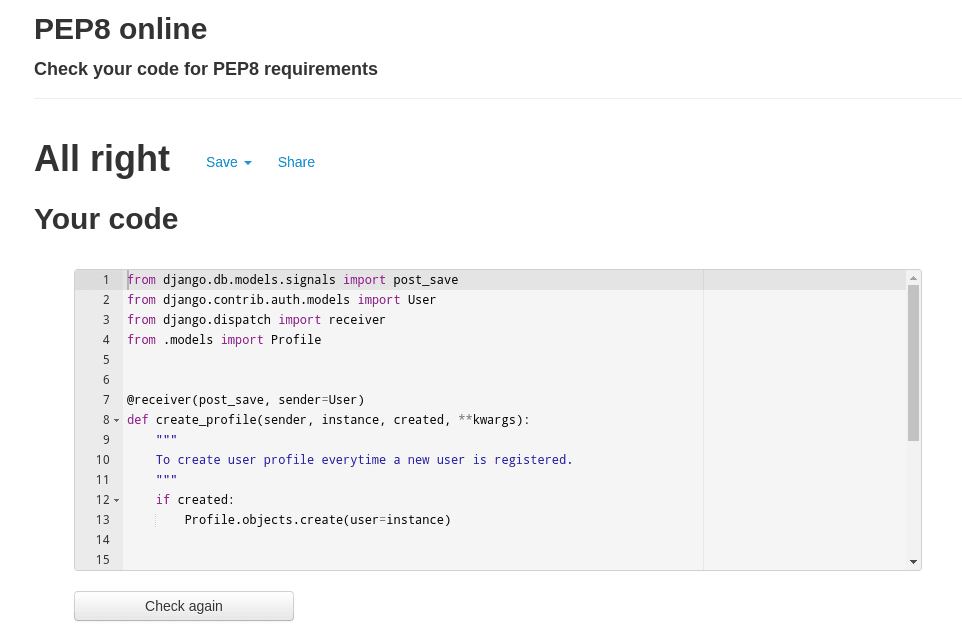 PEP8 online
Check your code for PEP8 requirements
All right Save Share
Your code
1 from django.db.models.signals import post_save
2 from django.contrib.auth.models import User
3 from django.dispatch import receiver
4 from .models import Profile
5
6
7 @receiver(post_save, sender=User)
8 def create_profile(sender, instance, created, **kwargs):
9 """
10 To create user profile everytime a new user is registered.
11 """
12 if created:
13 Profile.objects.create(user=instance)
14
15
Check again